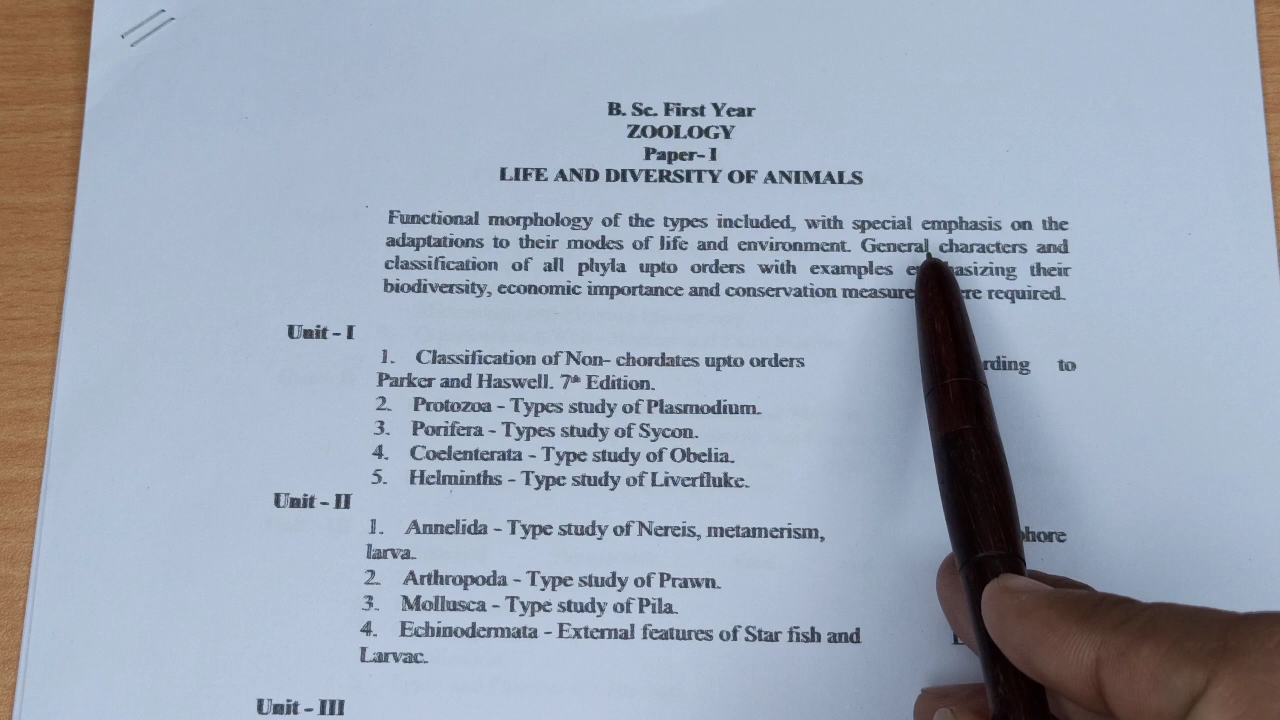 B. Sc. First Year
ZOOLOGY
Paper- I
LIFE AND DIVERSITY OF ANIMALS
Functional morphology of the types included, with special emphasis on the
adaptations to their modes of life and environment. General characters and
classification of all phyla upto orders with examples their
biodiversity, economic importance and conservation required.
Unit - I
1. Classification of Non- chordates upto orders to
Parker and Haswell. 7th Edition.
2. Protozoa - Types study of Plasmodium.
3. Porifera - Types study of Sycon.
4. Coelenterata - Type study of Obelia.
5. Helminths - Type study of Liverfluke.
Unit - II
1. Annelida - Type study of Nereis, metamerism,
larva.
2. Arthropoda - Type study of Prawn.
3. Mollusca - Type study of Pila.
4. Echinodermata - External features of Star fish and
Larvac.
Unit - III